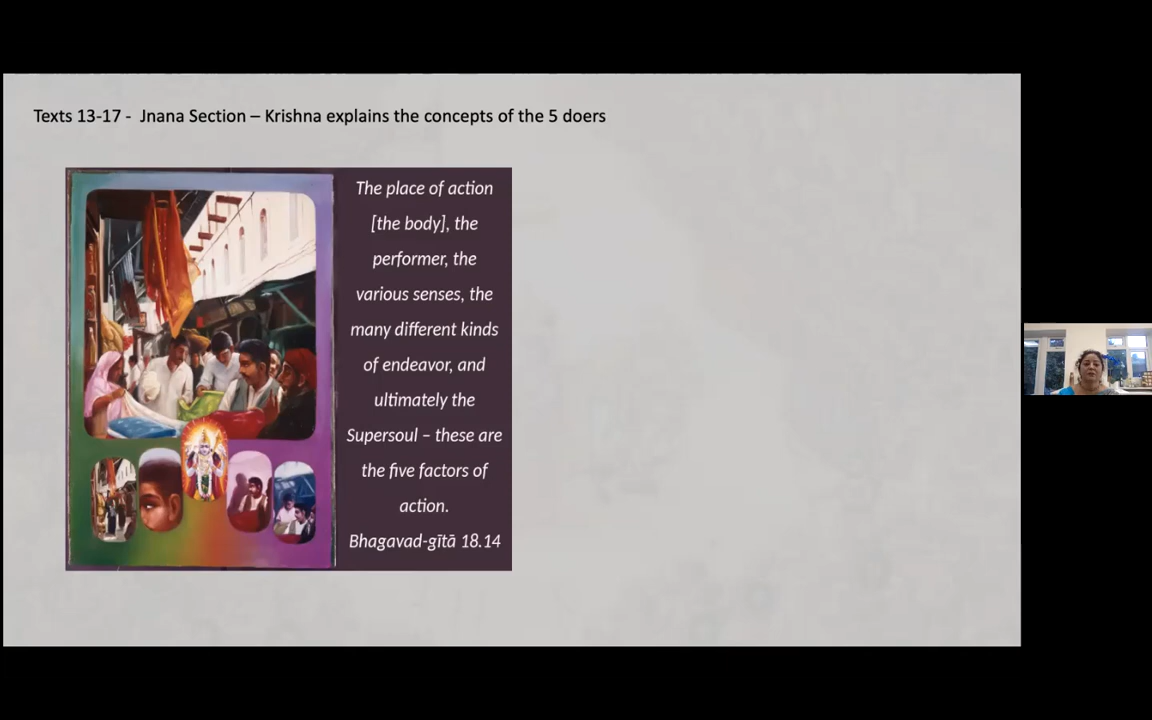 Texts 13-17 - Jnana Section – Krishna explains the concepts of the 5 doers
The place of action
[the body], the
performer, the
various senses, the
many different kinds
of endeavor, and
ultimately the
Supersoul – these are
the five factors of
action.
Bhagavad-gītā 18.14